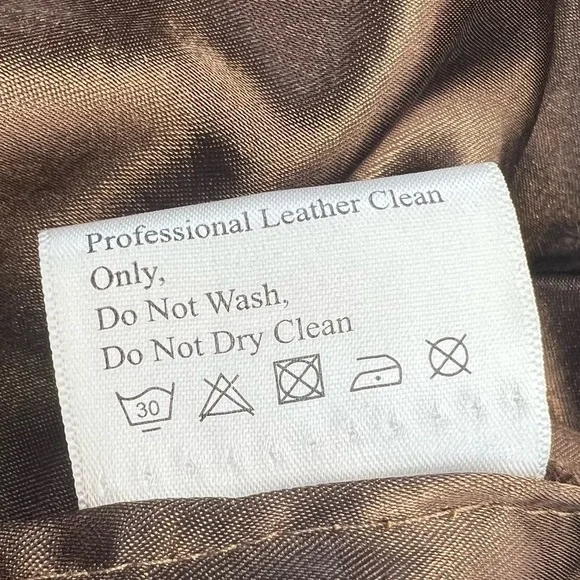 Professional Leather Clean
Only,
Do Not Wash,
Do Not Dry Clean
30